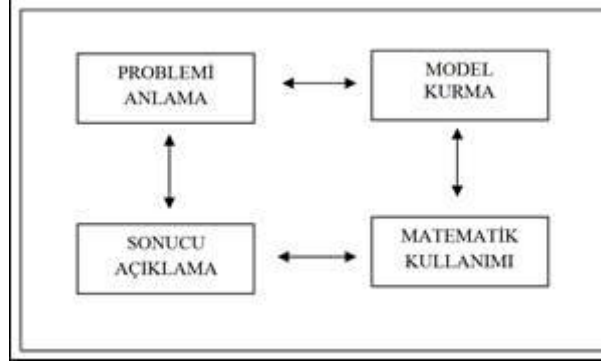 PROBLEMİ
ANLAMA
MODEL
KURMA
SONUCU
AÇIKLAMA
MATEMATİK
KULLANIMI